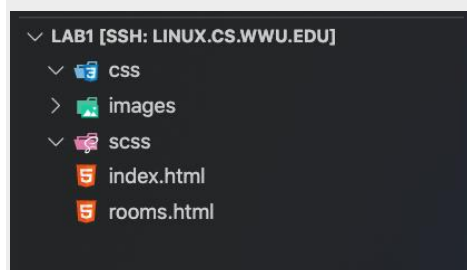 LAB1 [SSH: LINUX.CS.WWU.EDU]
css
images
scss
index.html
rooms.html